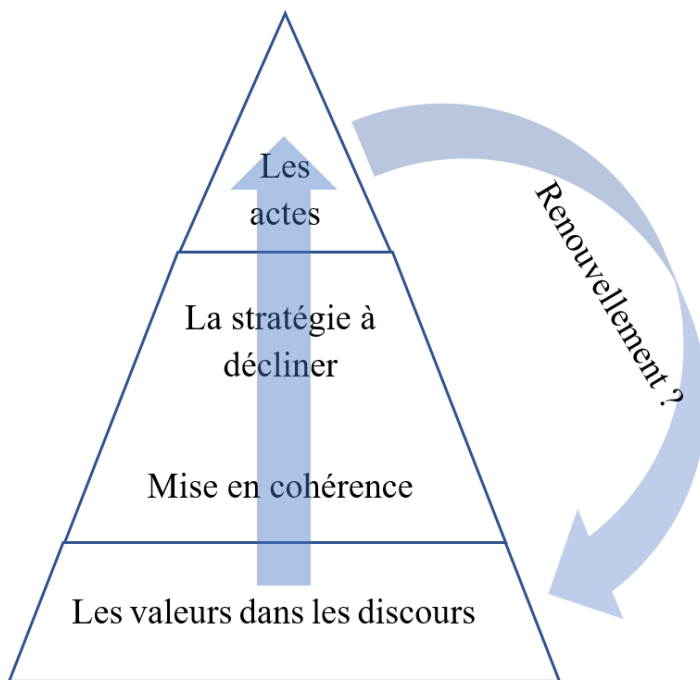 Les
actes
La stratégie à
décliner
Mise en cohérence
Les valeurs dans les discours
Renouvellement ?